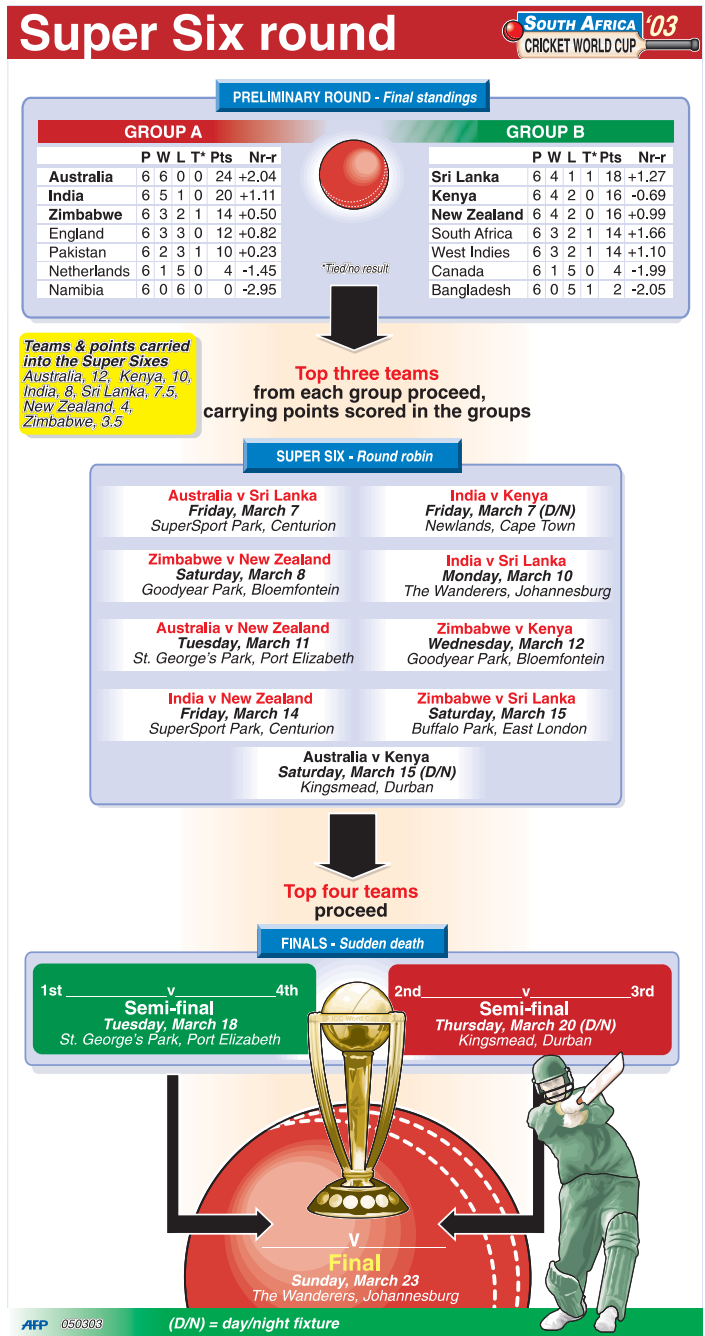 Super Six round
SOUTH AFRICA '03
CRICKET WORLD CUP
PRELIMINARY ROUND - Final standings
GROUP A
P W L T* Pts Nr-r
Australia 6 6 0 0 24 +2.04
India 6 5 1 0 20 +1.11
Zimbabwe 6 3 2 1 14 +0.50
England 6 3 3 0 12 +0.82
Pakistan 6 2 3 1 10 +0.23
Netherlands 6 1 5 0 4 -1.45
Namibia 6 0 6 0 0 -2.95
*Tied/no result
GROUP B
P W L T* Pts Nr-r
Sri Lanka 6 4 1 1 18 +1.27
Kenya 6 4 2 0 16 -0.69
New Zealand 6 4 2 0 16 +0.99
South Africa 6 3 2 1 14 +1.66
West Indies 6 3 2 1 14 +1.10
Canada 6 1 5 0 4 -1.99
Bangladesh 6 0 5 1 2 -2.05
Teams & points carried
into the Super Sixes
Australia, 12, Kenya, 10,
India, 8, Sri Lanka, 7.5,
New Zealand, 4,
Zimbabwe, 3.5
Top three teams
from each group proceed,
carrying points scored in the groups
SUPER SIX - Round robin
Australia v Sri Lanka
Friday, March 7
SuperSport Park, Centurion
India v Kenya
Friday, March 7 (D/N)
Newlands, Cape Town
Zimbabwe v New Zealand
Saturday, March 8
Goodyear Park, Bloemfontein
India v Sri Lanka
Monday, March 10
The Wanderers, Johannesburg
Australia v New Zealand
Tuesday, March 11
St. George's Park, Port Elizabeth
Zimbabwe v Kenya
Wednesday, March 12
Goodyear Park, Bloemfontein
India v New Zealand
Friday, March 14
SuperSport Park, Centurion
Zimbabwe v Sri Lanka
Saturday, March 15
Buffalo Park, East London
Australia v Kenya
Saturday, March 15 (D/N)
Kingsmead, Durban
Top four teams
proceed
FINALS - Sudden death
1st ____________v____________4th
Semi-final
Tuesday, March 18
St. George's Park, Port Elizabeth
2nd____________v____________3rd
Semi-final
Thursday, March 20 (D/N)
Kingsmead, Durban
ICC World Cup
____________v____________
Final
Sunday, March 23
The Wanderers, Johannesburg
AFP 050303
(D/N) = day/night fixture